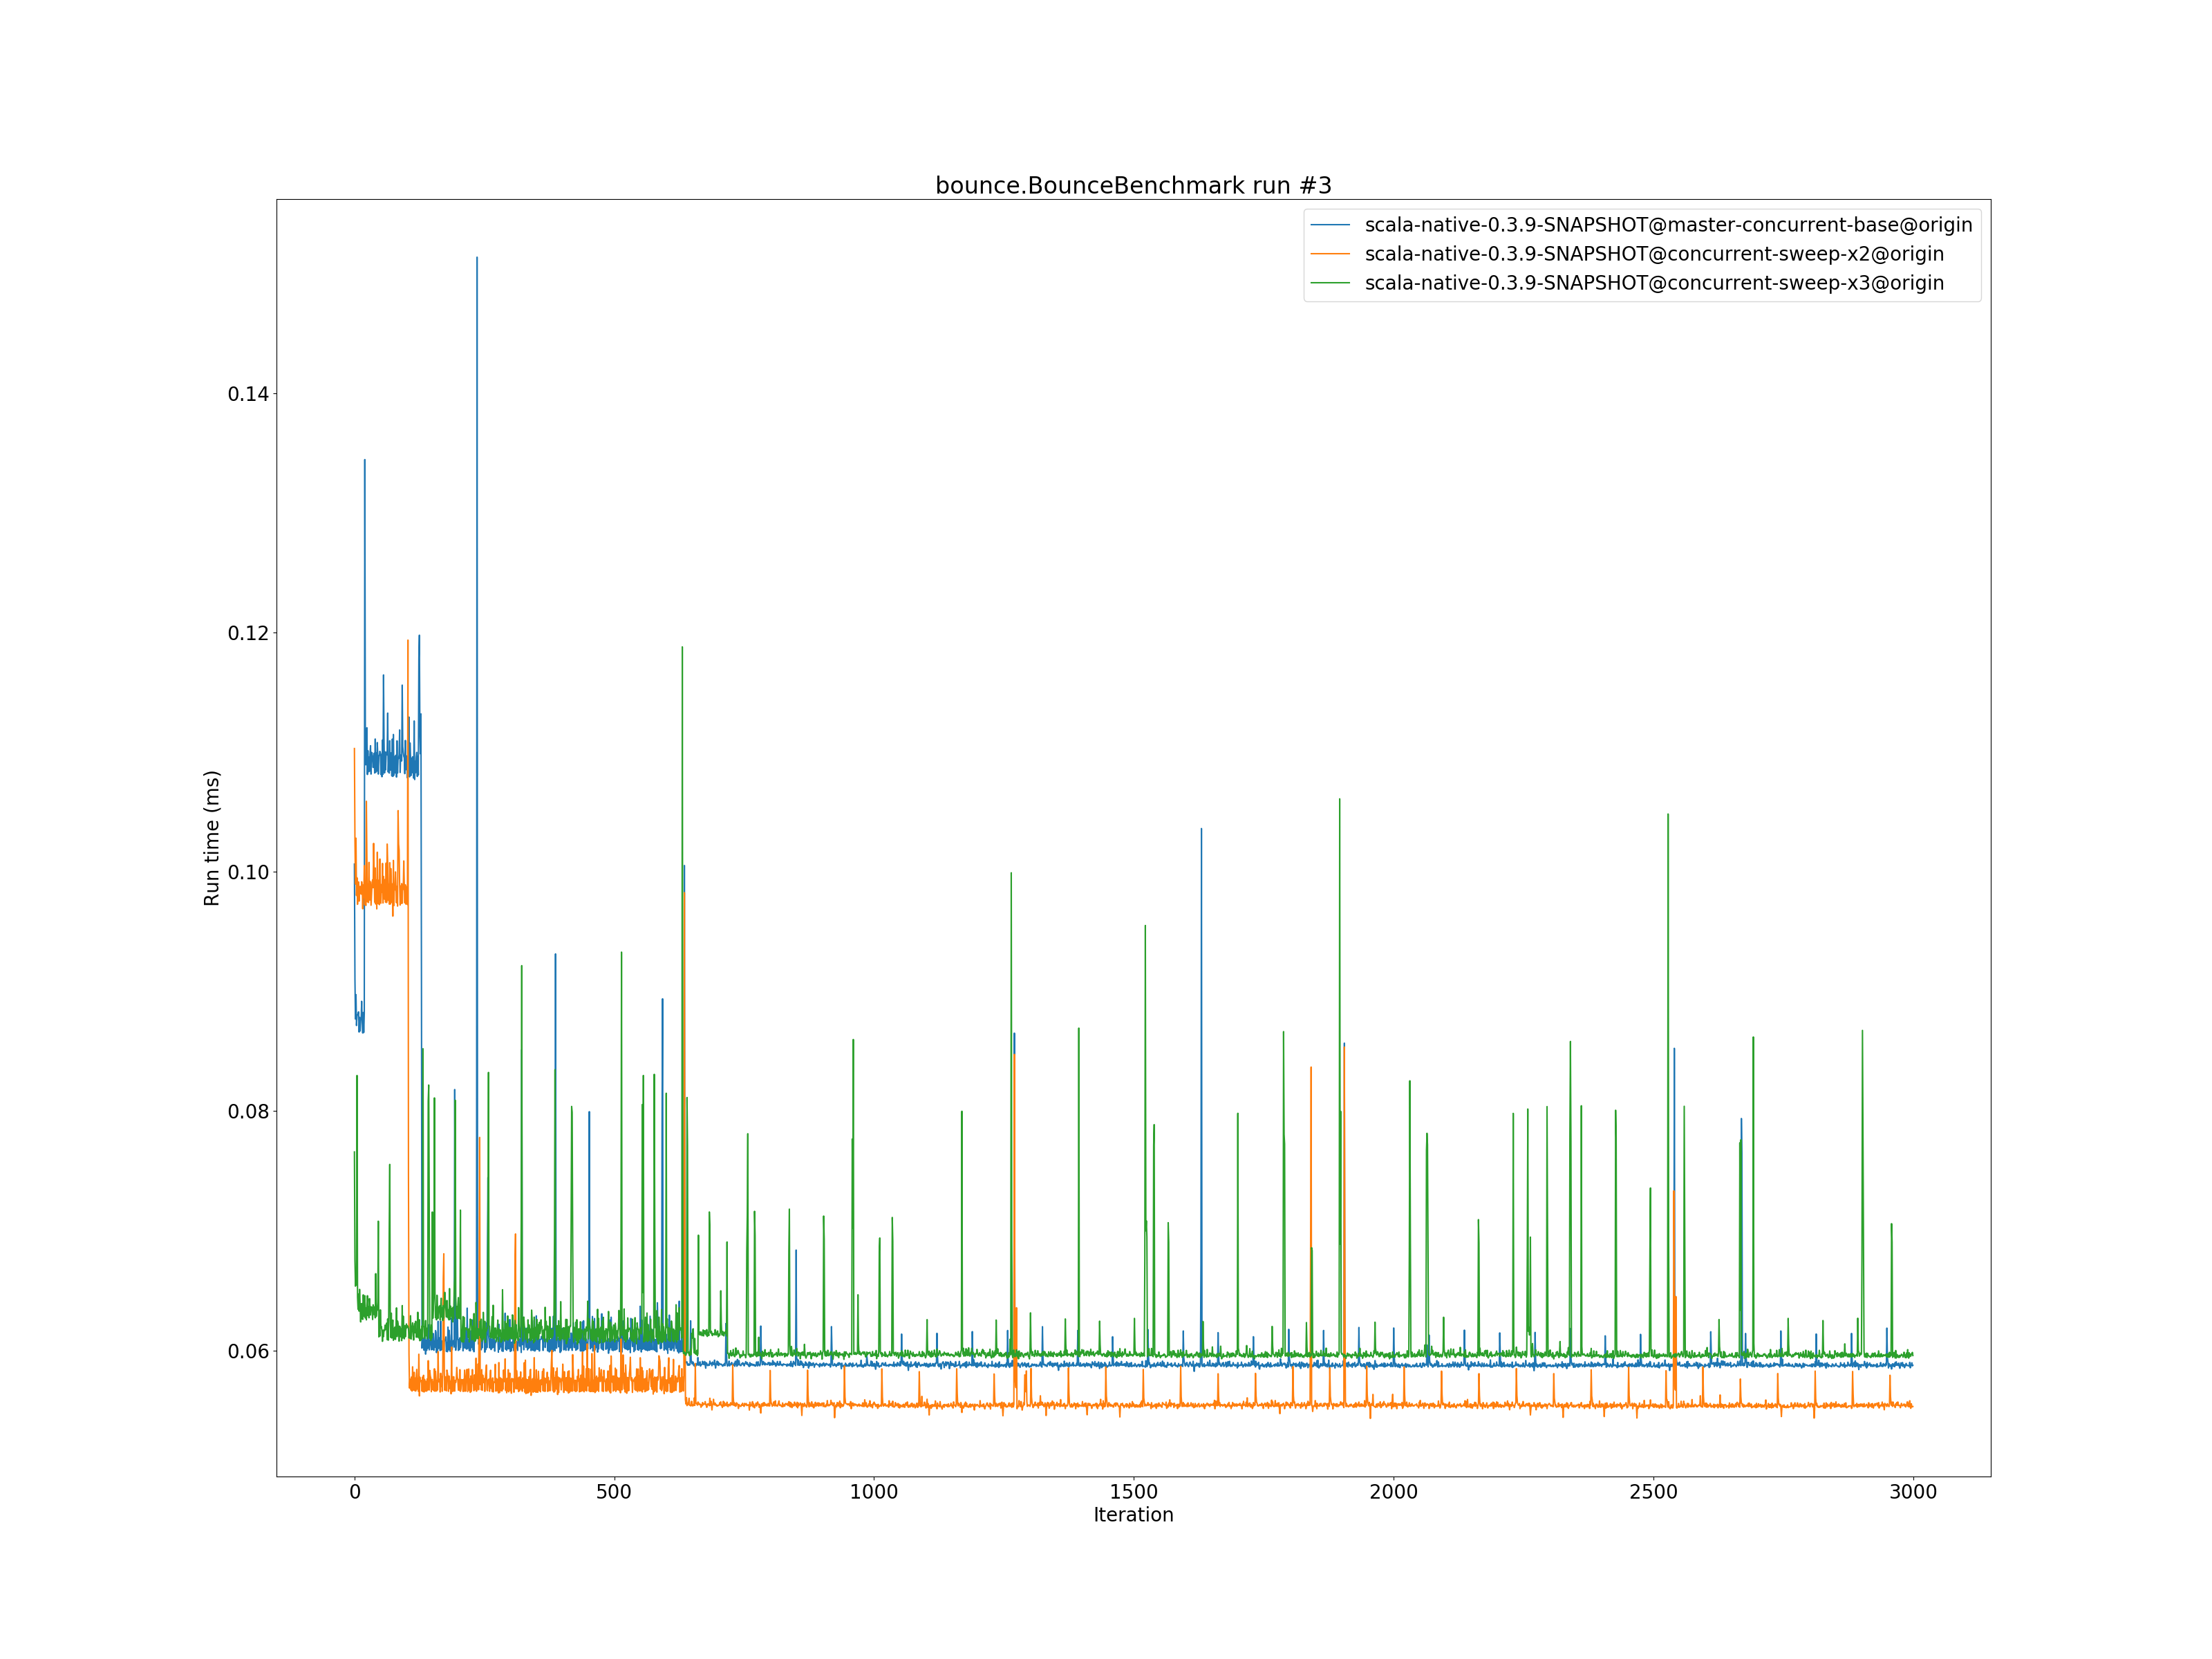 bounce.BounceBenchmark run #3
scala-native-0.3.9-SNAPSHOT@master-concurrent-base@origin
scala-native-0.3.9-SNAPSHOT@concurrent-sweep-x2@origin
scala-native-0.3.9-SNAPSHOT@concurrent-sweep-x3@origin
0.14
0.12
0.10
0.08
0.06
Run time (ms)
0 500 1000 1500 2000 2500 3000
Iteration